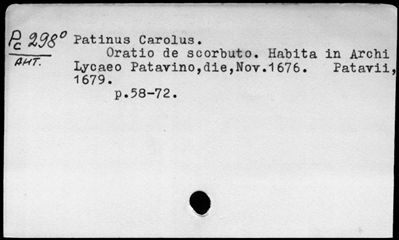 Pc 298° Patinus Carolus.
Oratio de scorbuto. Habita in Archi
AHT. Lycaeo Patavino,die,Nov.1676. Patavii,
1679.
p.58-72.